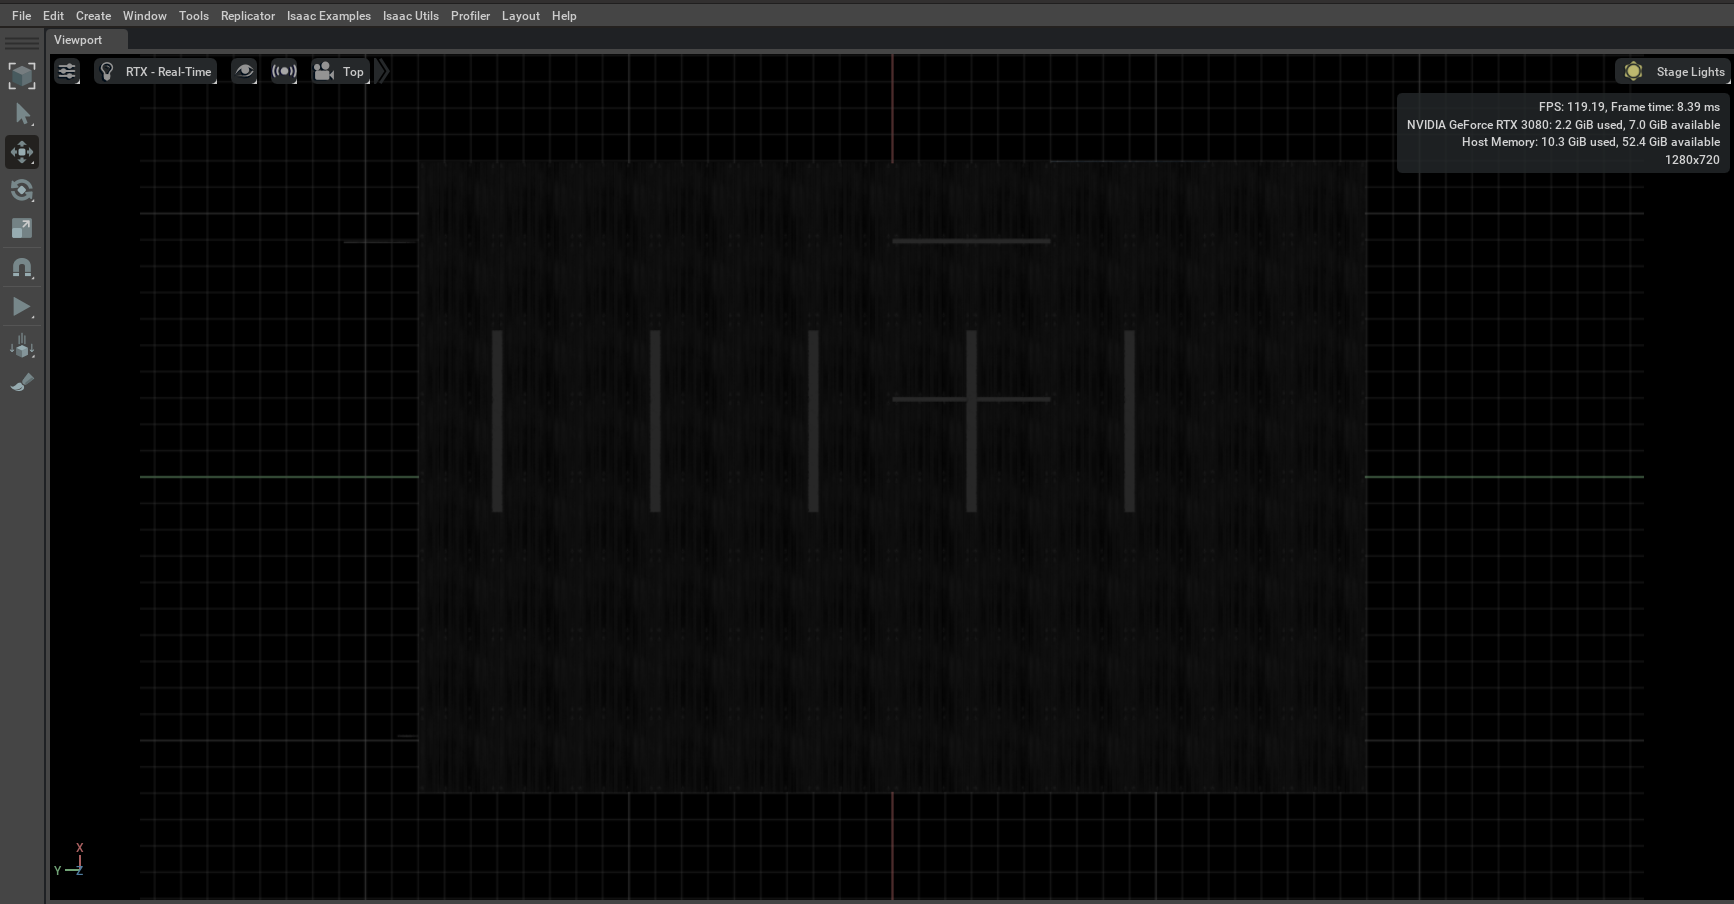 File Edit Create Window Tools Replicator Isaac Examples Isaac Utils Profiler Layout Help
Viewport
RTX - Real-Time Top Stage Lights
FPS: 119.19, Frame time: 8.39 ms
NVIDIA GeForce RTX 3080: 2.2 GiB used, 7.0 GiB available
Host Memory: 10.3 GiB used, 52.4 GiB available
1280x720
X
Y Z